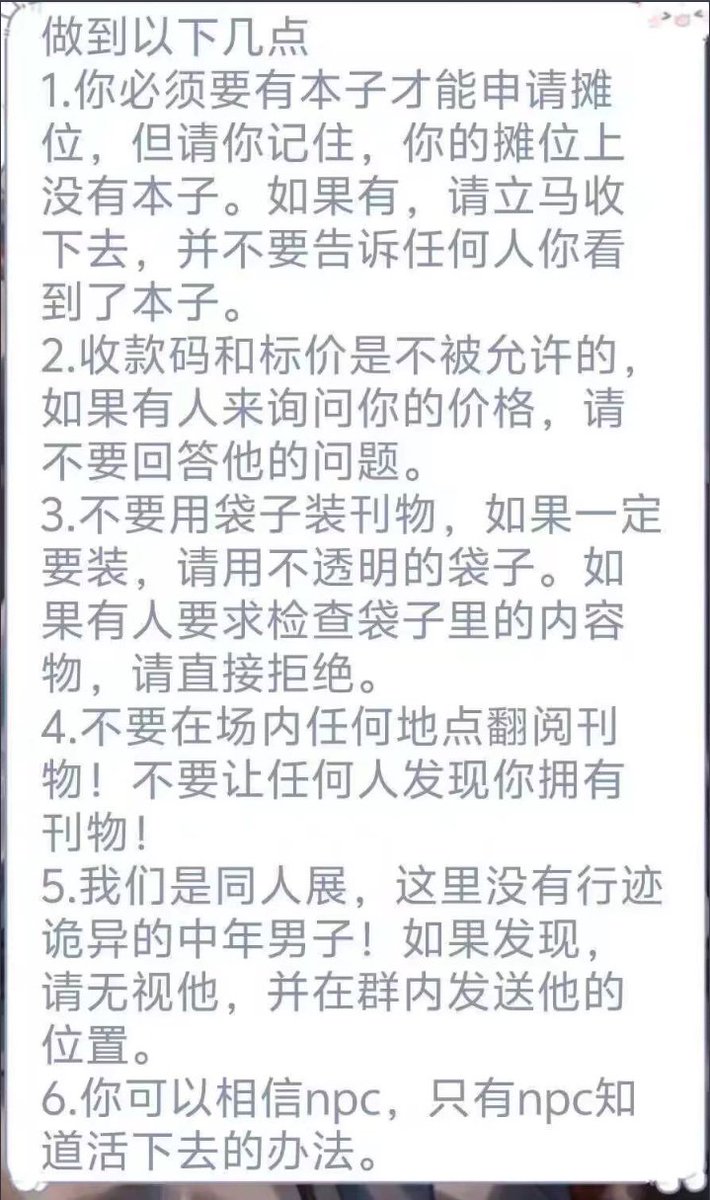 做到以下几点
1.你必须要有本子才能申请摊
位，但请你记住，你的摊位上
没有本子。如果有，请立马收
下去，并不要告诉任何人你看
到了本子。
2.收款码和标价是不被允许的，
如果有人来询问你的价格，请
不要回答他的问题。
3.不要用袋子装刊物，如果一定
要装，请用不透明的袋子。如
果有人要求检查袋子里的内容
物，请直接拒绝。
4.不要在场内任何地点翻阅刊
物！不要让任何人发现你拥有
刊物！
5.我们是同人展，这里没有行迹
诡异的中年男子！如果发现，
请无视他，并在群内发送他的
位置。
6.你可以相信npc，只有npc知
道活下去的办法。